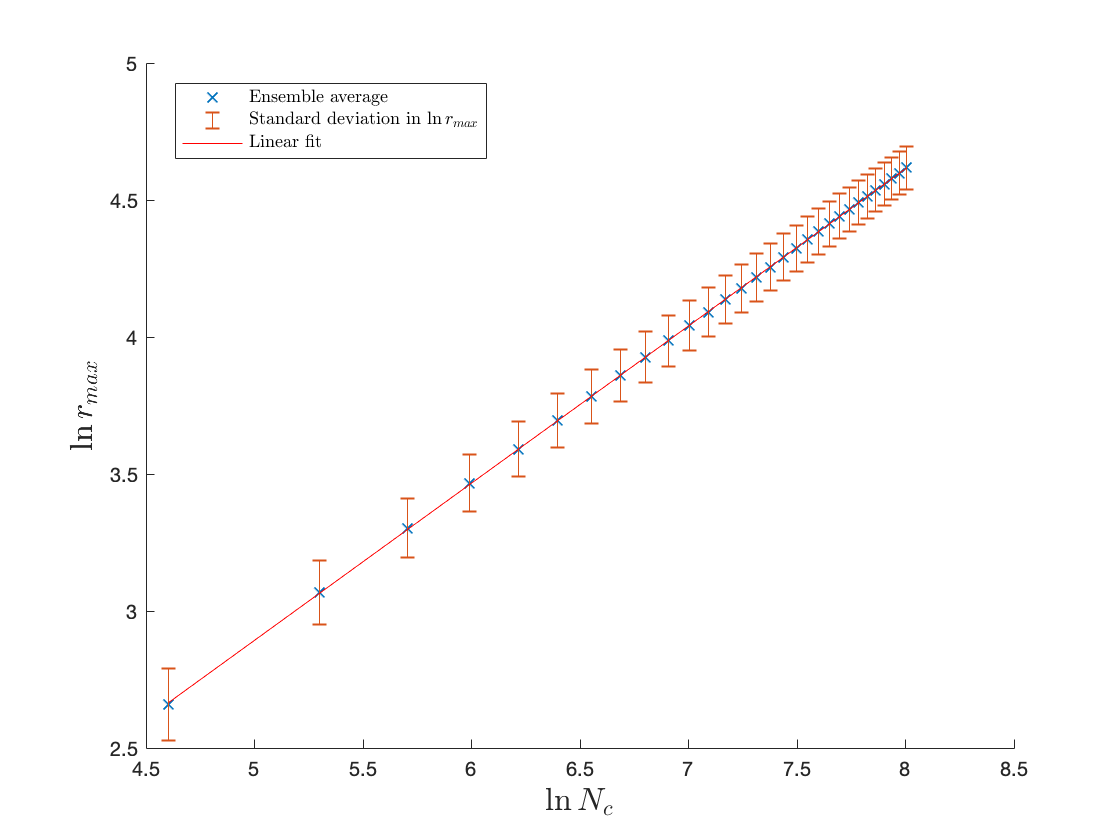 5
4.5
4
3.5
3
2.5
Ensemble average
Standard deviation in ln r_max
Linear fit
ln r_max
4.5 5 5.5 6 6.5 7 7.5 8 8.5
ln N_c